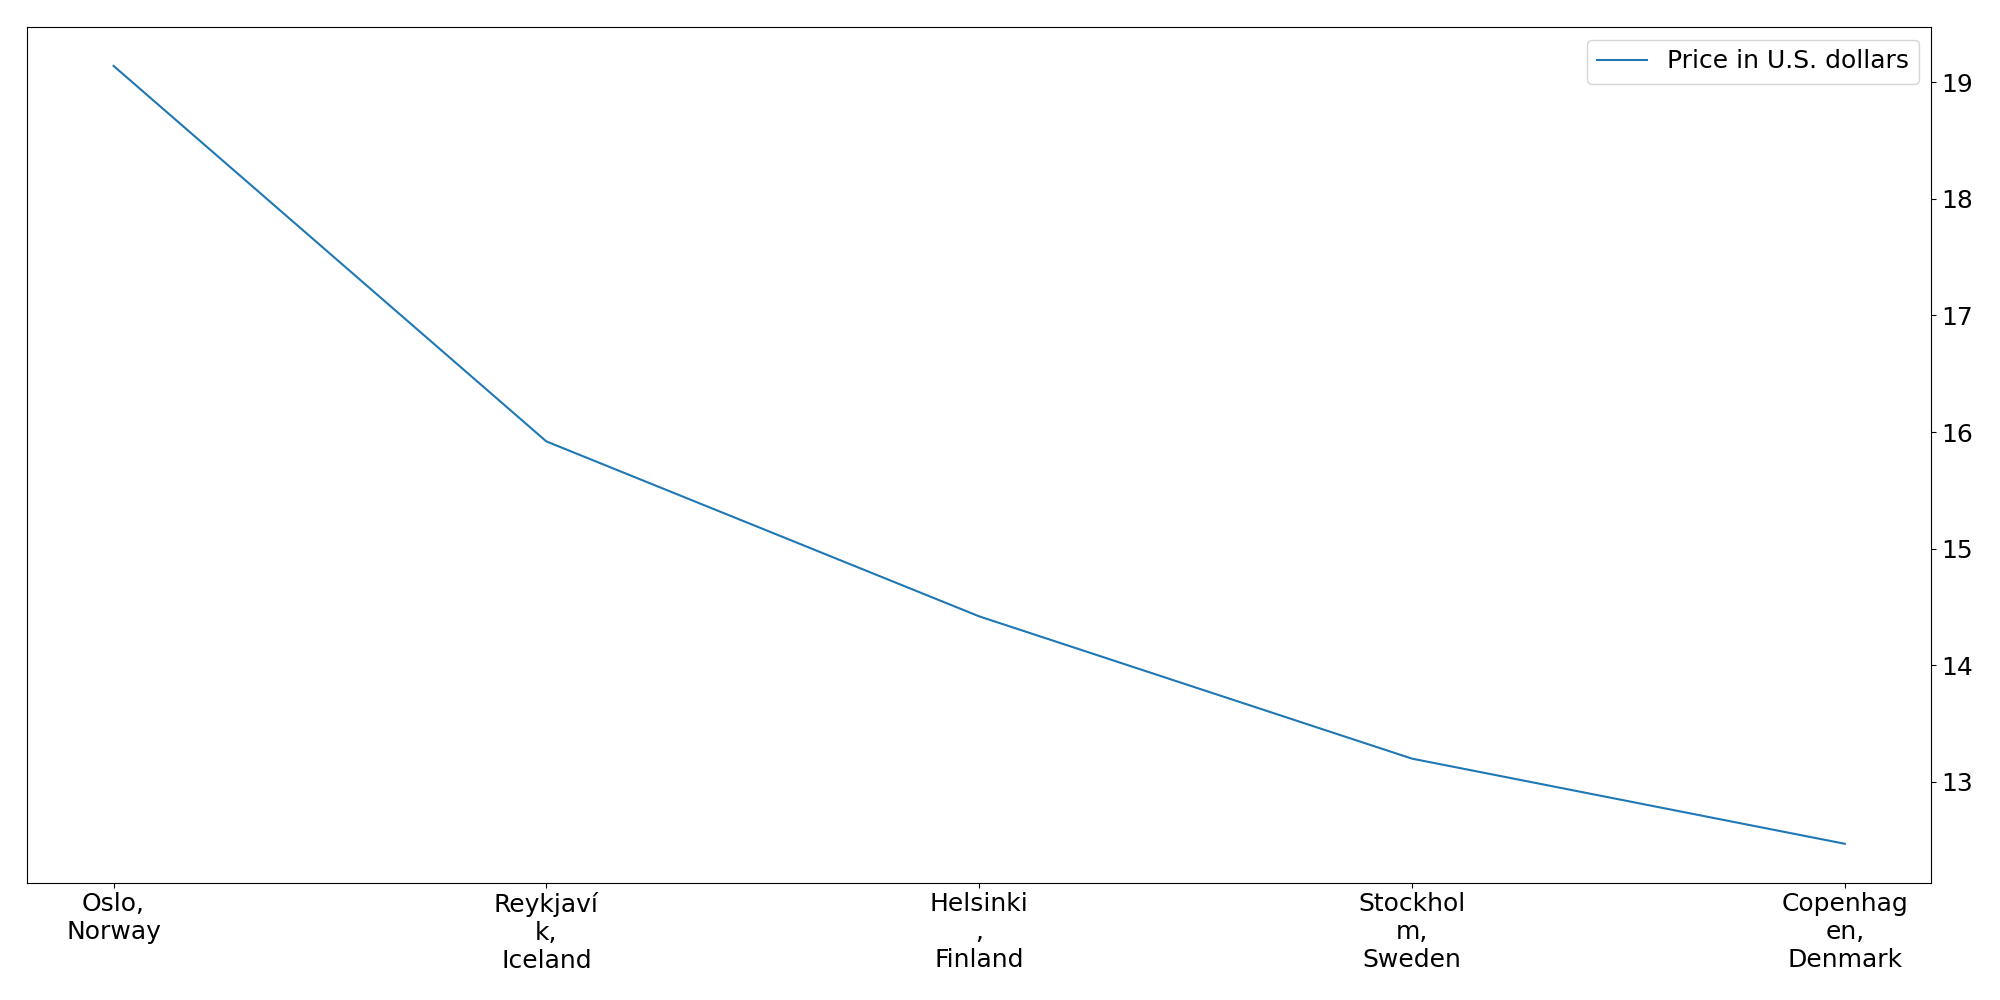 Price in U.S. dollars
19
18
17
16
15
14
13
Oslo,
Norway
Reykjaví
k,
Iceland
Helsinki
,
Finland
Stockhol
m,
Sweden
Copenhag
en,
Denmark